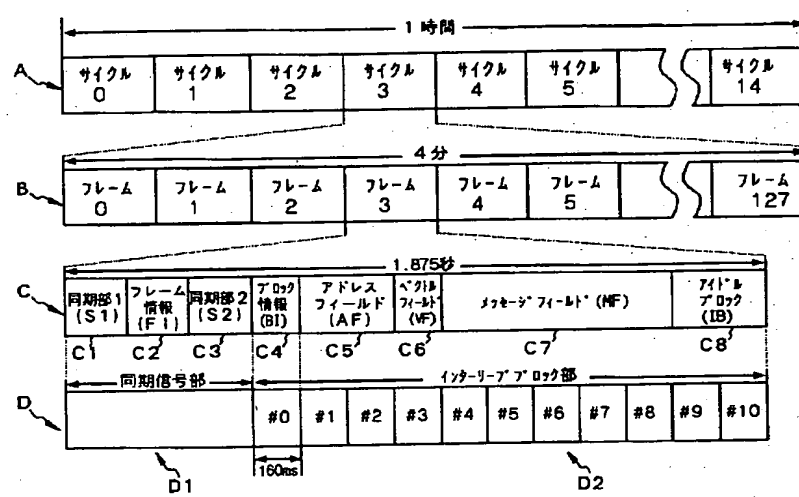 1時間
A
サイクル 0
サイクル 1
サイクル 2
サイクル 3
サイクル 4
サイクル 5
サイクル 14
4分
B
フレーム 0
フレーム 1
フレーム 2
フレーム 3
フレーム 4
フレーム 5
フレーム 127
1.875秒
C
同期部1 (S1)
フレーム 情報 (FI)
同期部2 (S2)
ブロック 情報 (BI)
アドレス フィールド (AF)
ベクトル フィールド (VF)
メッセージフィールド (MF)
アイドル ブロック (IB)
C1 C2 C3 C4 C5 C6 C7 C8
同期信号部
インターリーブブロック部
D
#0 #1 #2 #3 #4 #5 #6 #7 #8 #9 #10
160ms
D1
D2